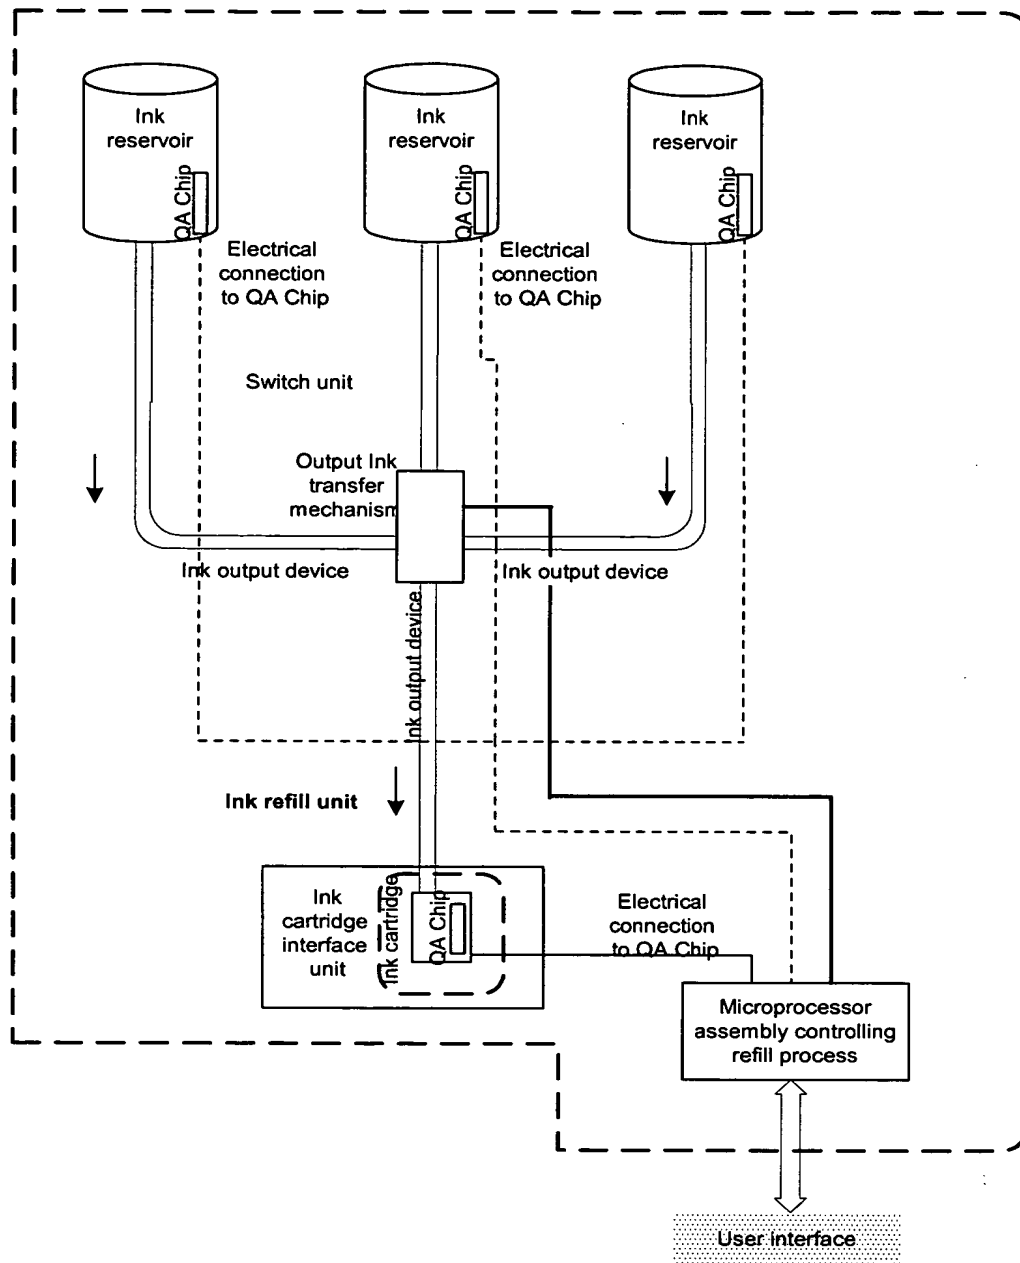 Ink
reservoir
QA Chip
Ink
reservoir
QA Chip
Ink
reservoir
QA Chip
Electrical
connection
to QA Chip
Electrical
connection
to QA Chip
Switch unit
Output Ink
transfer
mechanism
Ink output device
Ink output device
Ink output device
Ink refill unit
Ink
cartridge
interface
unit
Ink cartridge
QA Chip
Electrical
connection
to QA Chip
Microprocessor
assembly controlling
refill process
User interface